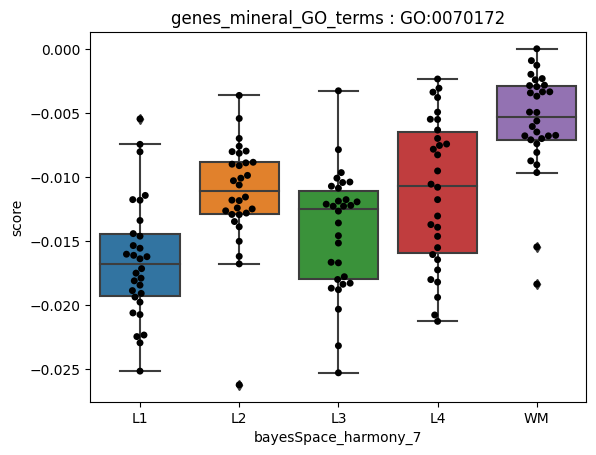 genes_mineral_GO_terms : GO:0070172
0.000
−0.005
−0.010
−0.015
−0.020
−0.025
score
L1 L2 L3 L4 WM
bayesSpace_harmony_7